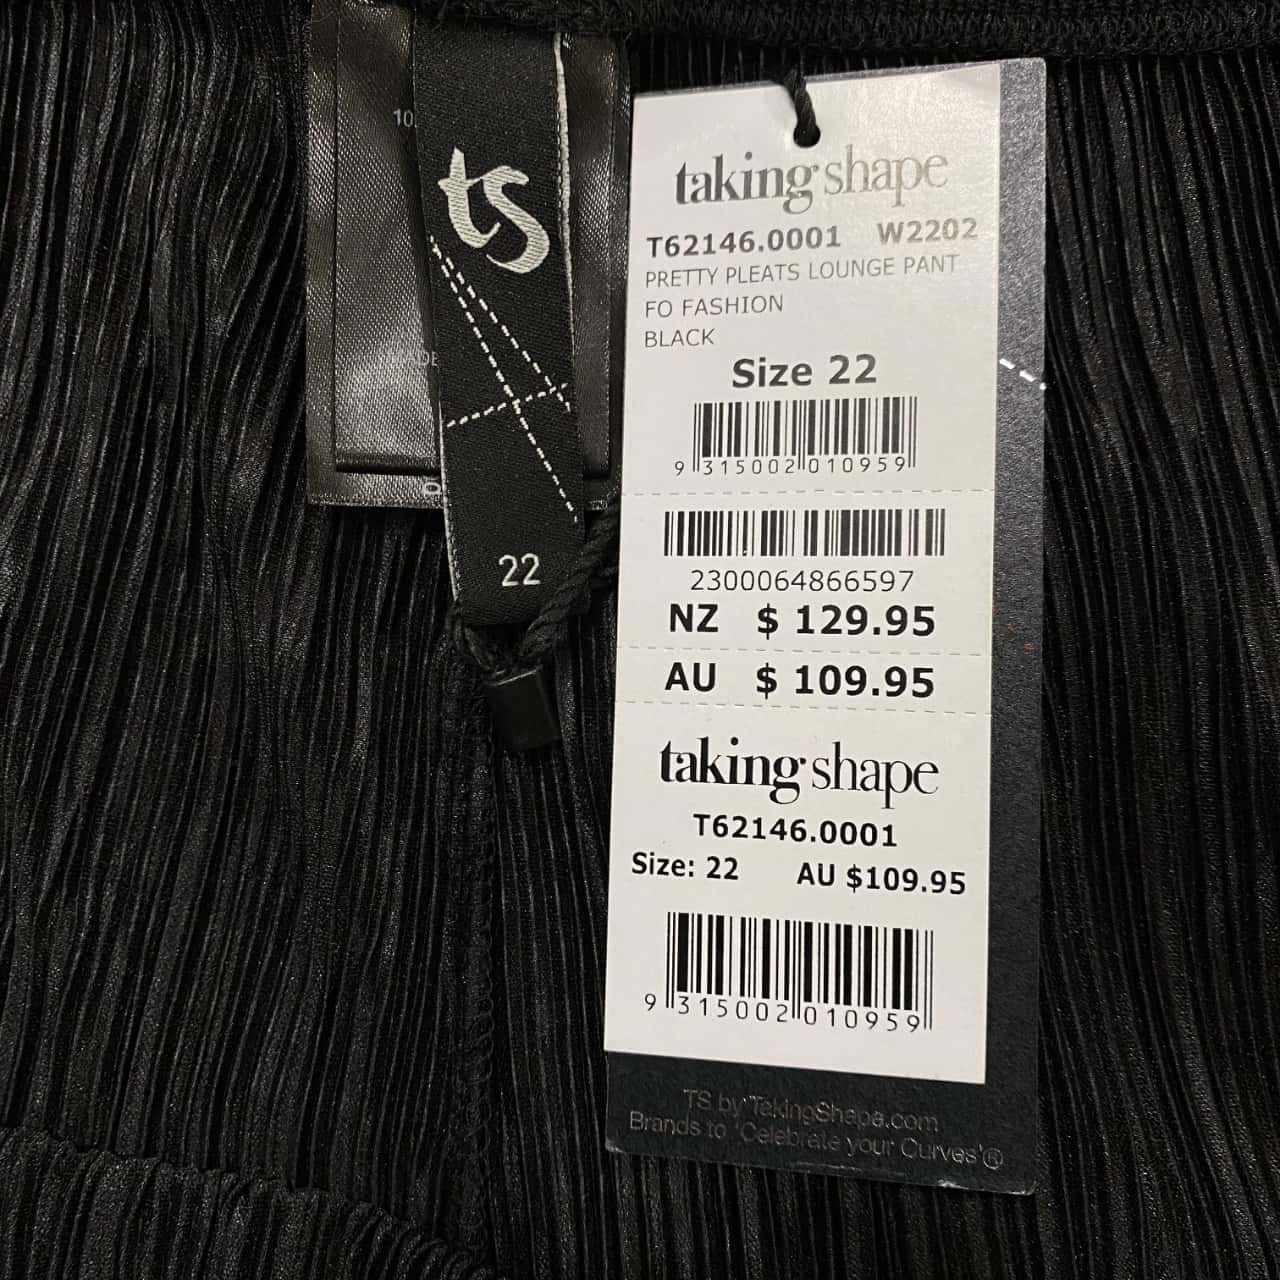 10
ts
22
taking shape
T62146.0001 W2202
PRETTY PLEATS LOUNGE PANT
FO FASHION
BLACK
Size 22
9 315002 010959
2300064866597
NZ $ 129.95
AU $ 109.95
taking shape
T62146.0001
Size: 22 AU $109.95
9 315002 010959
TS by TakingShape.com
Brands to 'Celebrate your Curves'®